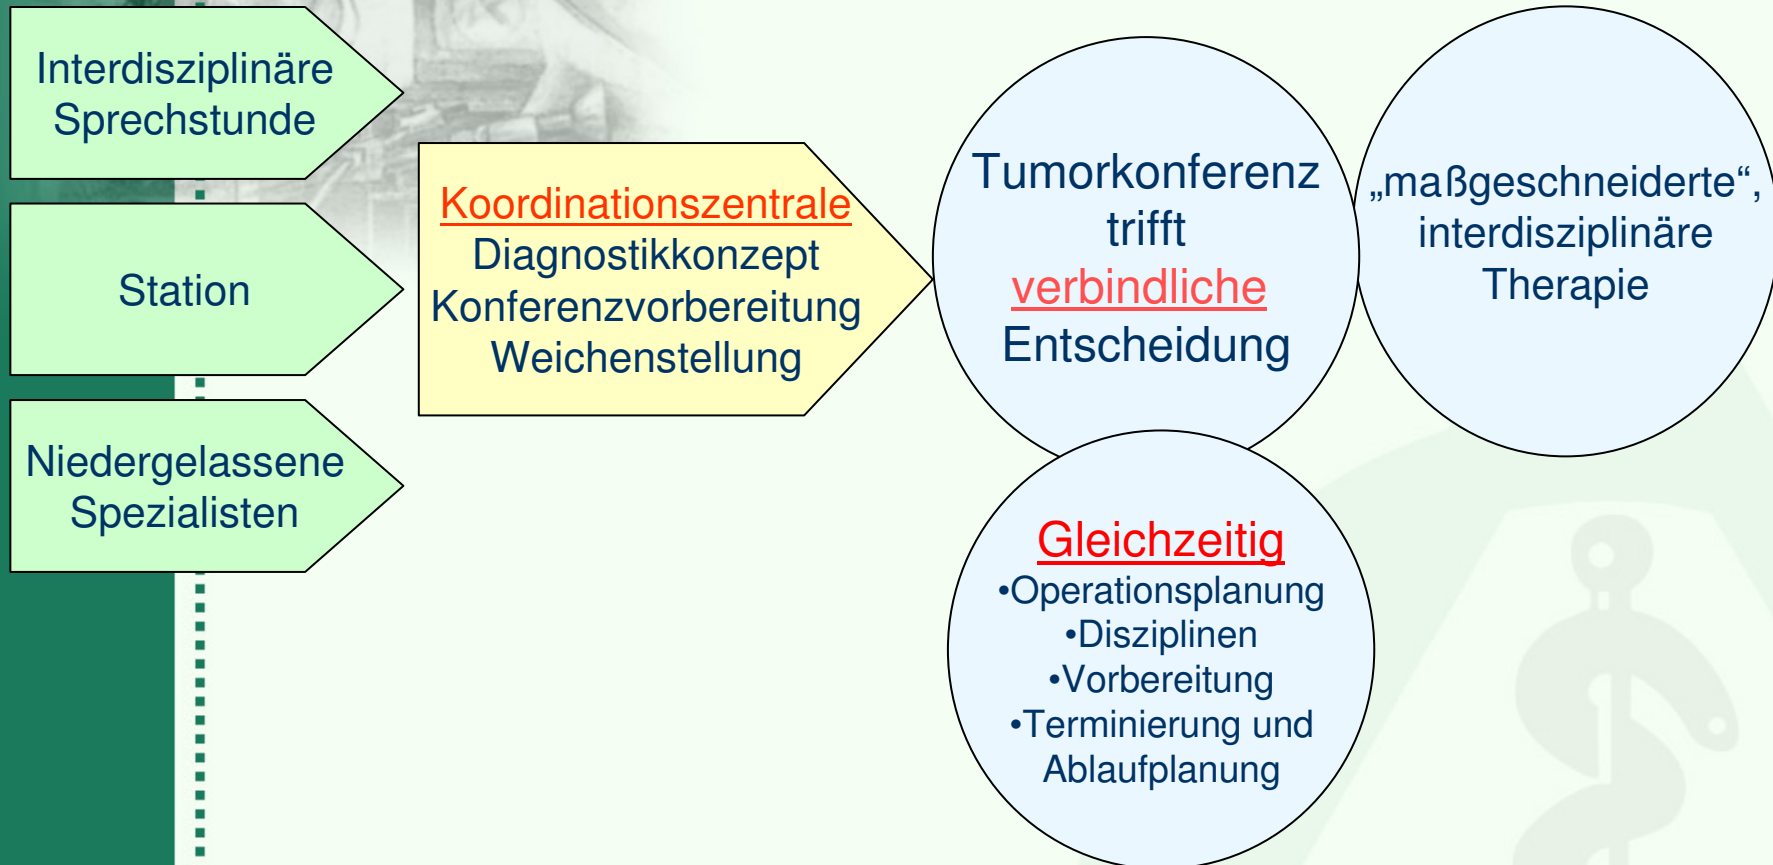 Interdisziplinäre
Sprechstunde
Station
Niedergelassene
Spezialisten
Koordinationszentrale
Diagnostikkonzept
Konferenzvorbereitung
Weichenstellung
Tumorkonferenz
trifft
verbindliche
Entscheidung
„maßgeschneiderte“,
interdisziplinäre
Therapie
Gleichzeitig
•Operationsplanung
•Disziplinen
•Vorbereitung
•Terminierung und
Ablaufplanung